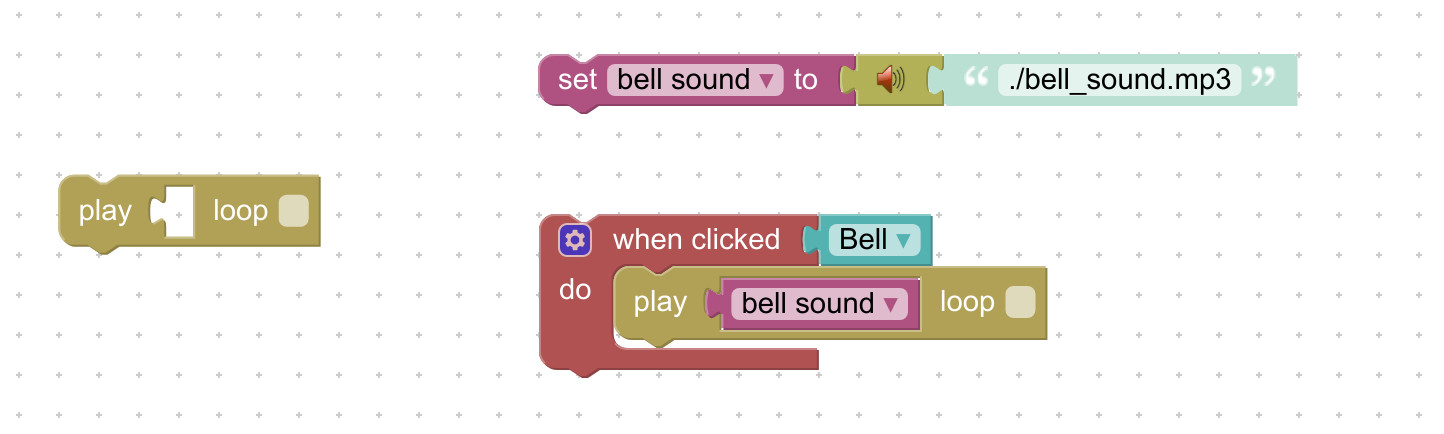 set bell sound ▾ to “ ./bell_sound.mp3 ”
play loop
when clicked Bell ▾
do play bell sound ▾ loop